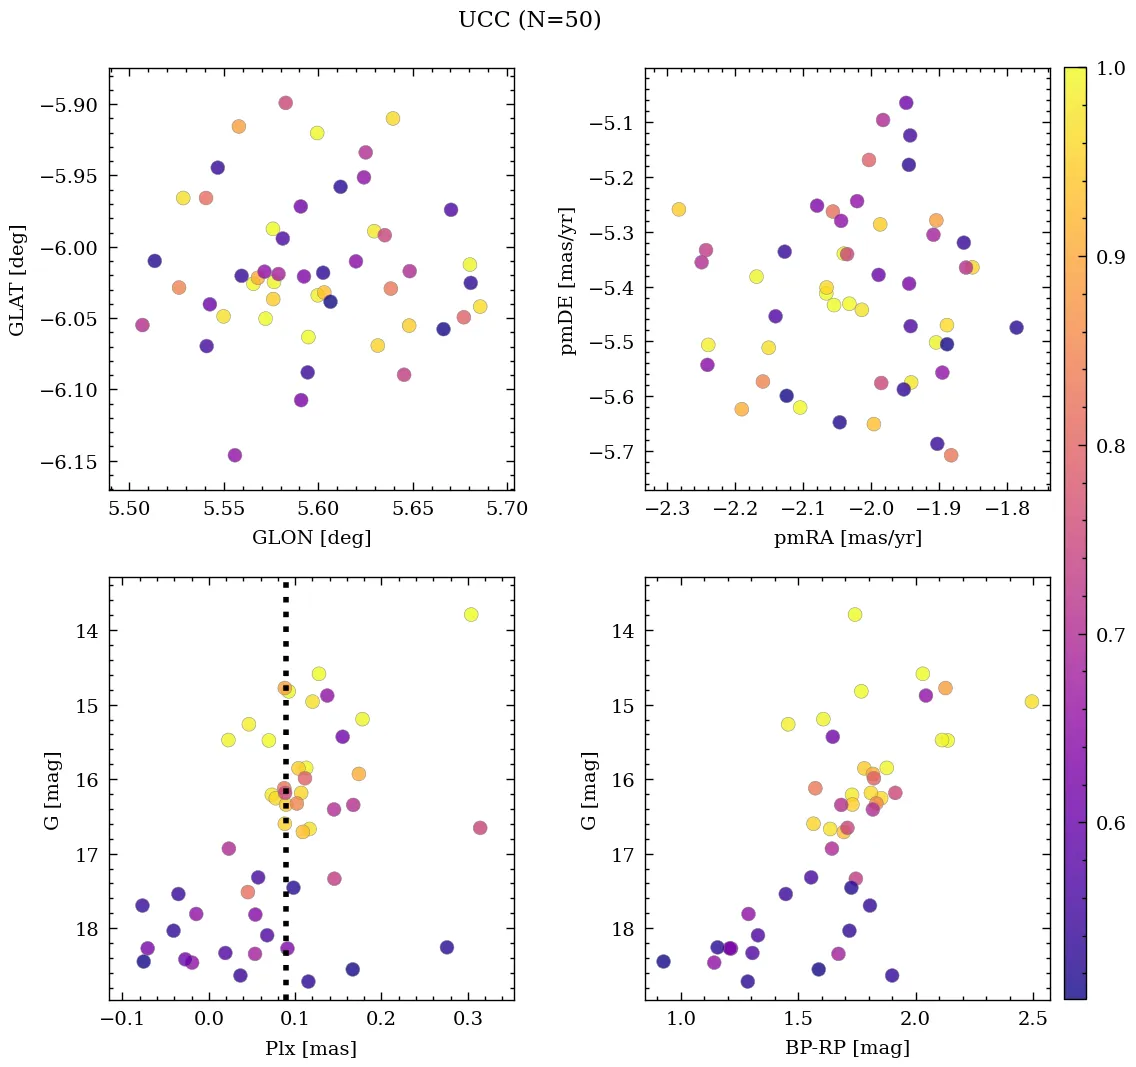 UCC (N=50)
−5.90
−5.95
−6.00
−6.05
−6.10
−6.15
GLAT [deg]
5.50 5.55 5.60 5.65 5.70
GLON [deg]
−5.1
−5.2
−5.3
−5.4
−5.5
−5.6
−5.7
pmDE [mas/yr]
−2.3 −2.2 −2.1 −2.0 −1.9 −1.8
pmRA [mas/yr]
1.0
0.9
0.8
0.7
0.6
14
15
16
17
18
G [mag]
−0.1 0.0 0.1 0.2 0.3
Plx [mas]
14
15
16
17
18
G [mag]
1.0 1.5 2.0 2.5
BP-RP [mag]